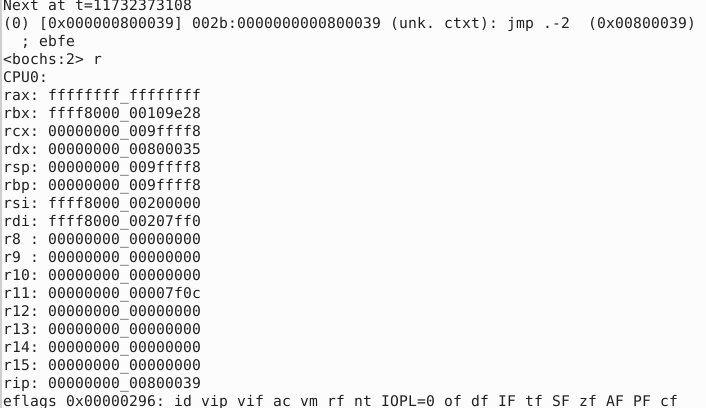 Next at t=11732373108
(0) [0x000000800039] 002b:0000000000800039 (unk. ctxt): jmp .-2  (0x00800039)
  ; ebfe
<bochs:2> r
CPU0:
rax: ffffffff_ffffffff
rbx: ffff8000_00109e28
rcx: 00000000_009ffff8
rdx: 00000000_00800035
rsp: 00000000_009ffff8
rbp: 00000000_009ffff8
rsi: ffff8000_00200000
rdi: ffff8000_00207ff0
r8 : 00000000_00000000
r9 : 00000000_00000000
r10: 00000000_00000000
r11: 00000000_00007f0c
r12: 00000000_00000000
r13: 00000000_00000000
r14: 00000000_00000000
r15: 00000000_00000000
rip: 00000000_00800039
eflags 0x00000296: id vip vif ac vm rf nt IOPL=0 of df IF tf SF zf AF PF cf